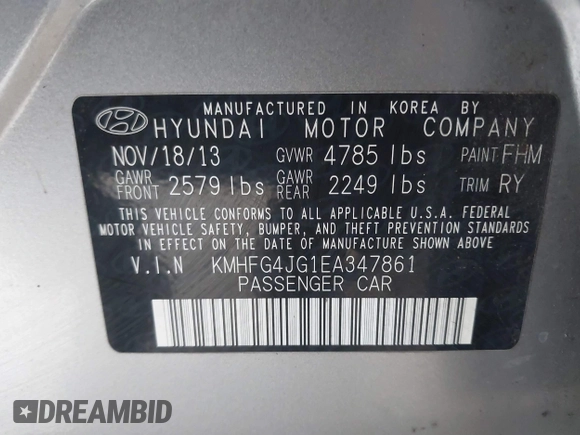 MANUFACTURED IN KOREA BY
HYUNDAI MOTOR COMPANY
NOV/18/13 GVWR 4785 lbs PAINT FHM
GAWR FRONT 2579 lbs GAWR REAR 2249 lbs TRIM RY
THIS VEHICLE CONFORMS TO ALL APPLICABLE U.S.A. FEDERAL
MOTOR VEHICLE SAFETY, BUMPER, AND THEFT PREVENTION STANDARDS
IN EFFECT ON THE DATE OF MANUFACTURE SHOWN ABOVE.
V.I.N KMHFG4JG1EA347861
PASSENGER CAR
DREAMBID